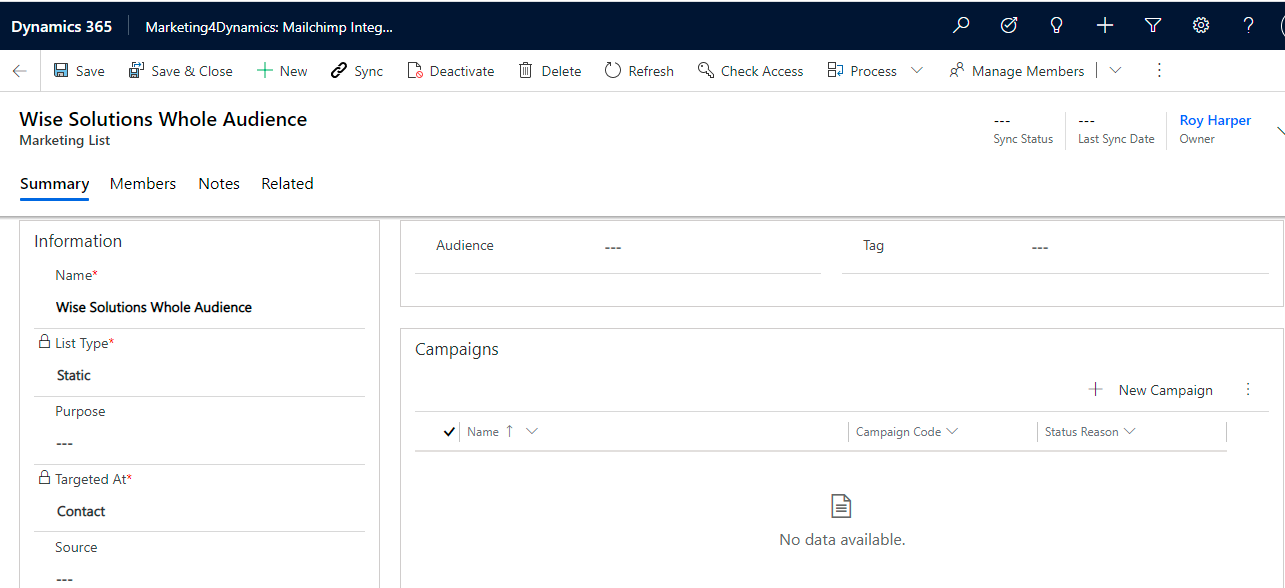 Dynamics 365 Marketing4Dynamics: Mailchimp Integ... ?
Save Save & Close New Sync Deactivate Delete Refresh Check Access Process Manage Members
Wise Solutions Whole Audience
Marketing List
--- --- Roy Harper
Sync Status Last Sync Date Owner
Summary Members Notes Related
Information
Name*
Wise Solutions Whole Audience
List Type*
Static
Purpose
---
Targeted At*
Contact
Source
---
Audience --- Tag ---
Campaigns
New Campaign
Name Campaign Code Status Reason
No data available.